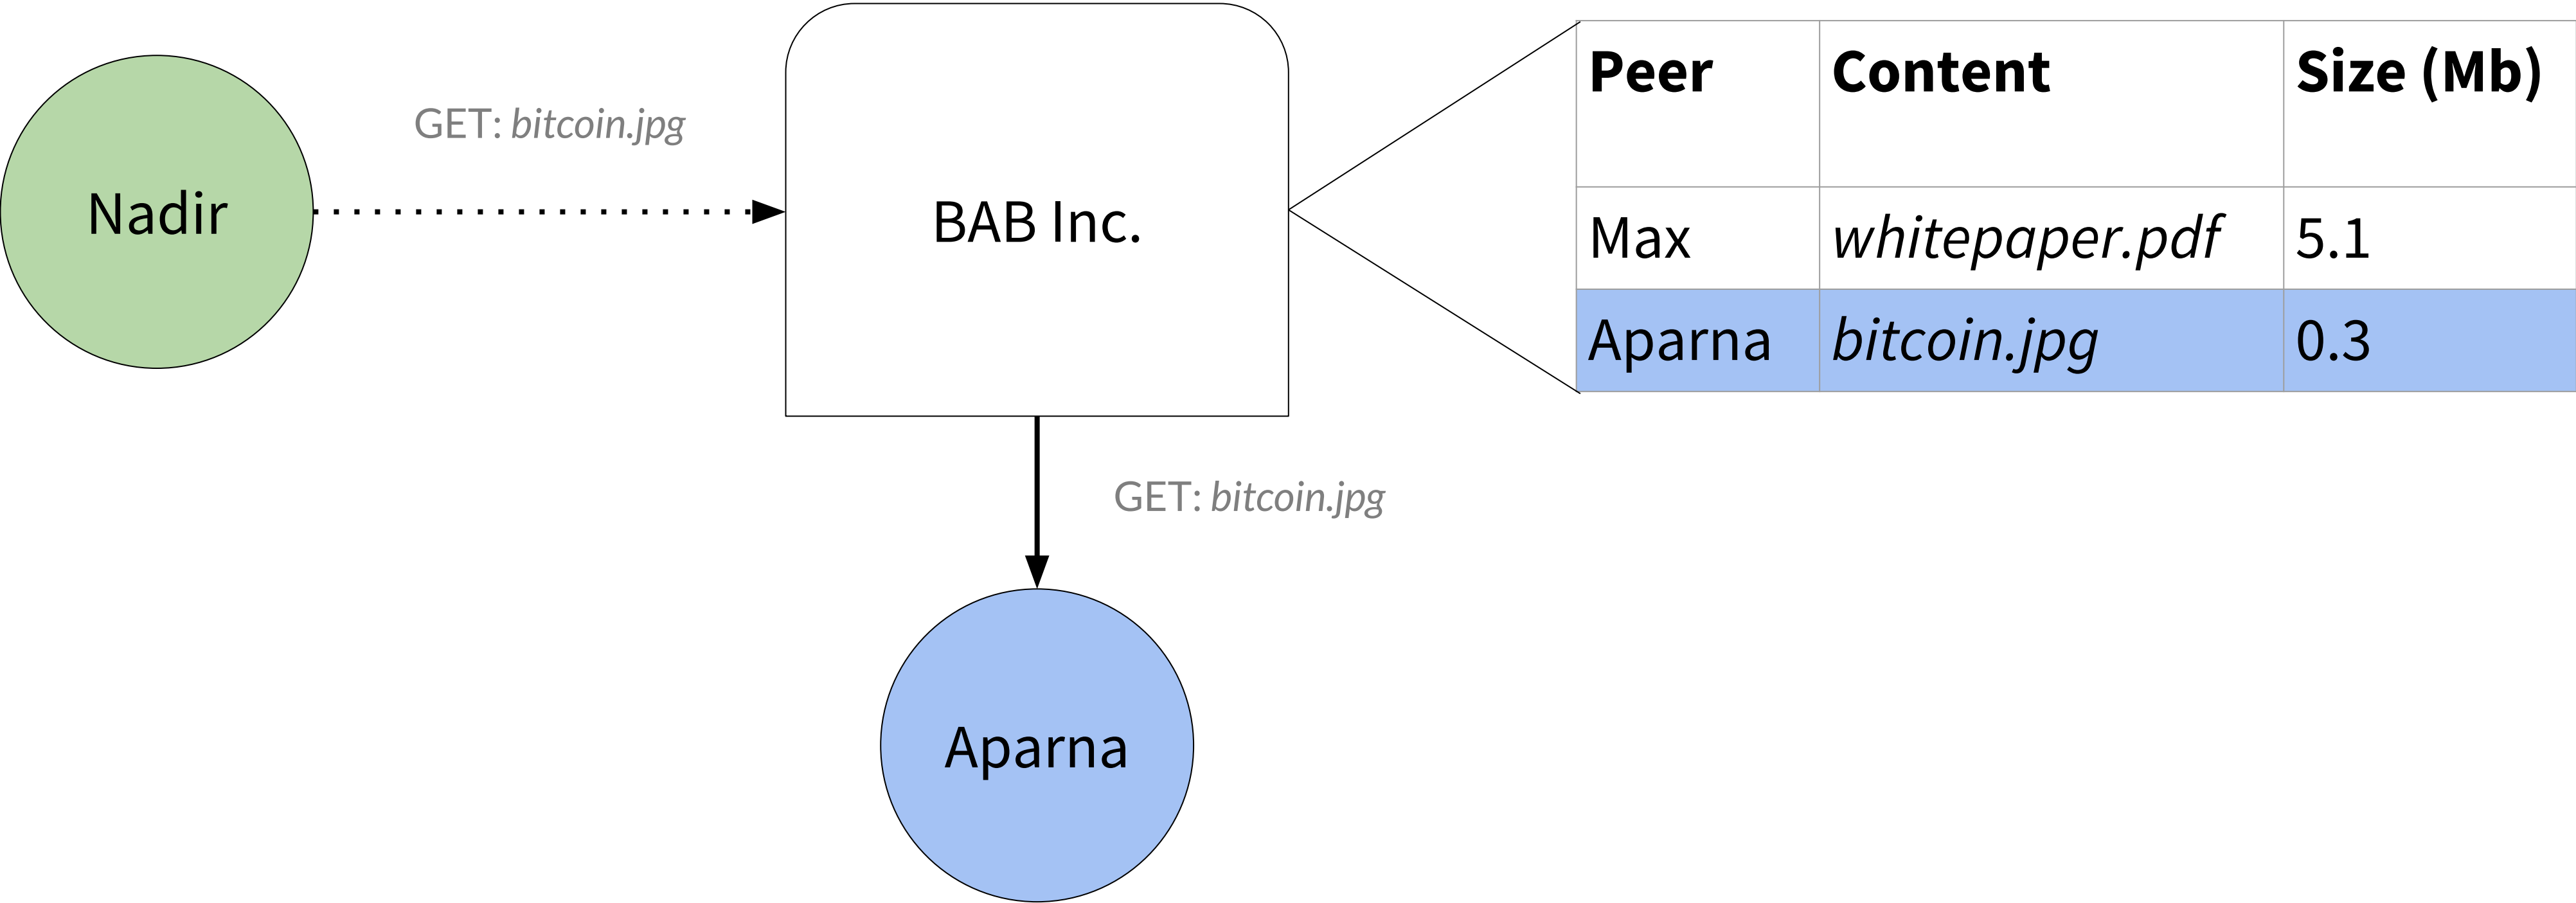 Nadir
GET: bitcoin.jpg
BAB Inc.
Peer Content Size (Mb)
Max whitepaper.pdf 5.1
Aparna bitcoin.jpg 0.3
GET: bitcoin.jpg
Aparna